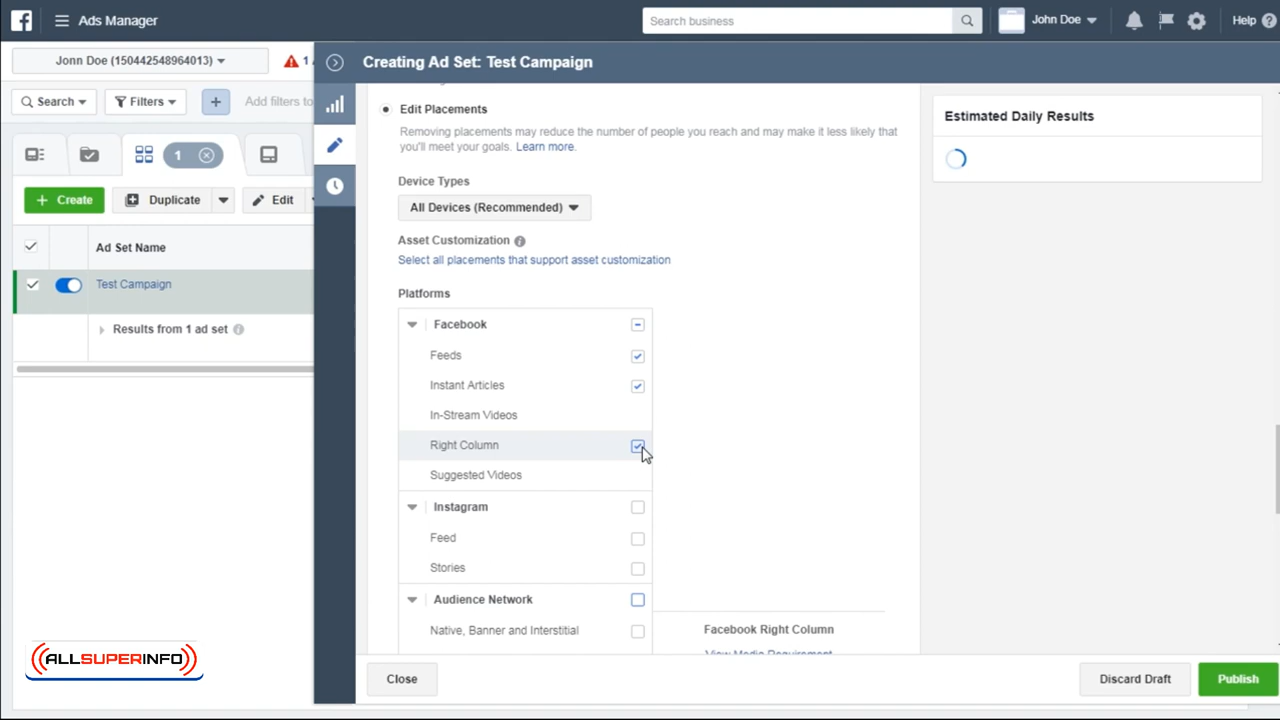 Ads Manager
Search business
John Doe
Help
Jonn Doe (150442548964013)
1
Creating Ad Set: Test Campaign
Search
Filters
Add filters to
Edit Placements
Removing placements may reduce the number of people you reach and may make it less likely that
you'll meet your goals. Learn more.
Estimated Daily Results
1
Device Types
Create
Duplicate
Edit
All Devices (Recommended)
Ad Set Name
Asset Customization
Select all placements that support asset customization
Test Campaign
Platforms
Results from 1 ad set
Facebook
Feeds
Instant Articles
In-Stream Videos
Right Column
Suggested Videos
Instagram
Feed
Stories
Audience Network
Native, Banner and Interstitial
Facebook Right Column
View Media Requirement
ALLSUPERINFO
Close
Discard Draft
Publish